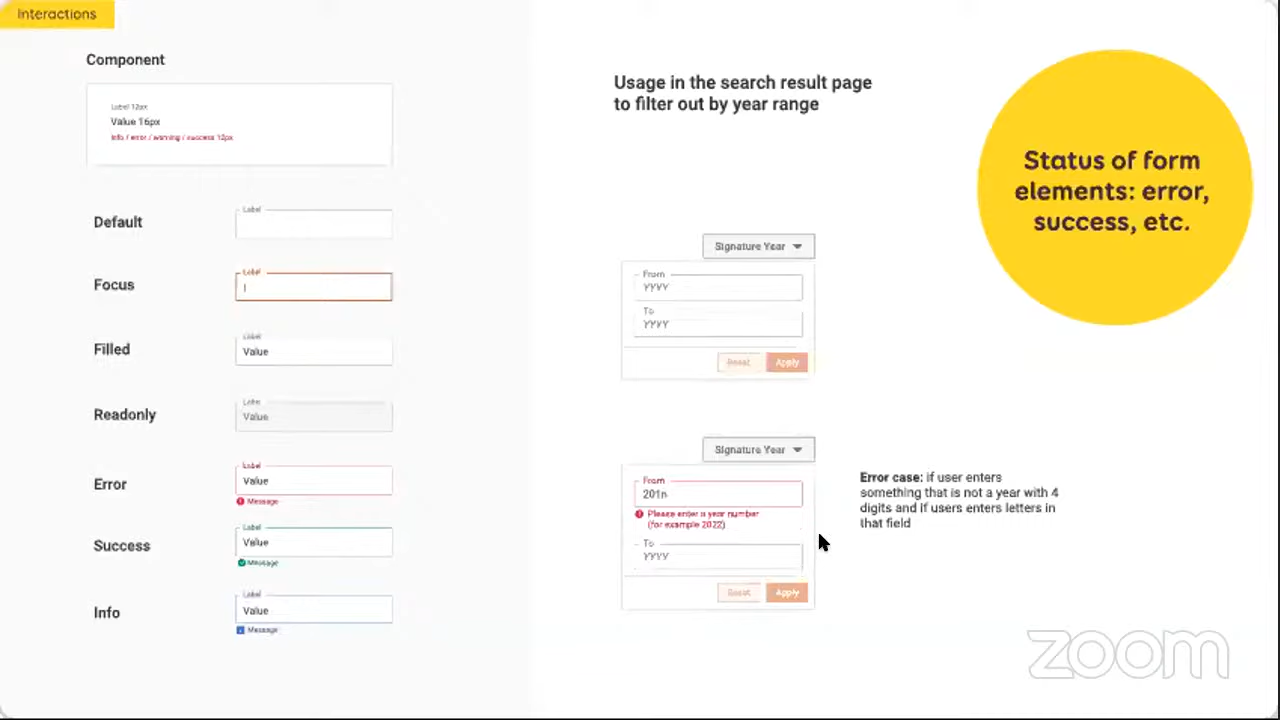 Interactions
Component
Label 12px
Value 16px
Info / error / warning / success 12px
Default
Label
Focus
Label
Filled
Label
Value
Readonly
Label
Value
Error
Label
Value
Message
Success
Label
Value
Message
Info
Label
Value
Message
Usage in the search result page
to filter out by year range
Signature Year
From
YYYY
To
YYYY
Reset
Apply
Signature Year
From
201n
Please enter a year number
(for example 2022)
To
YYYY
Reset
Apply
Error case: if user enters
something that is not a year with 4
digits and if users enters letters in
that field
Status of form
elements: error,
success, etc.
zoom